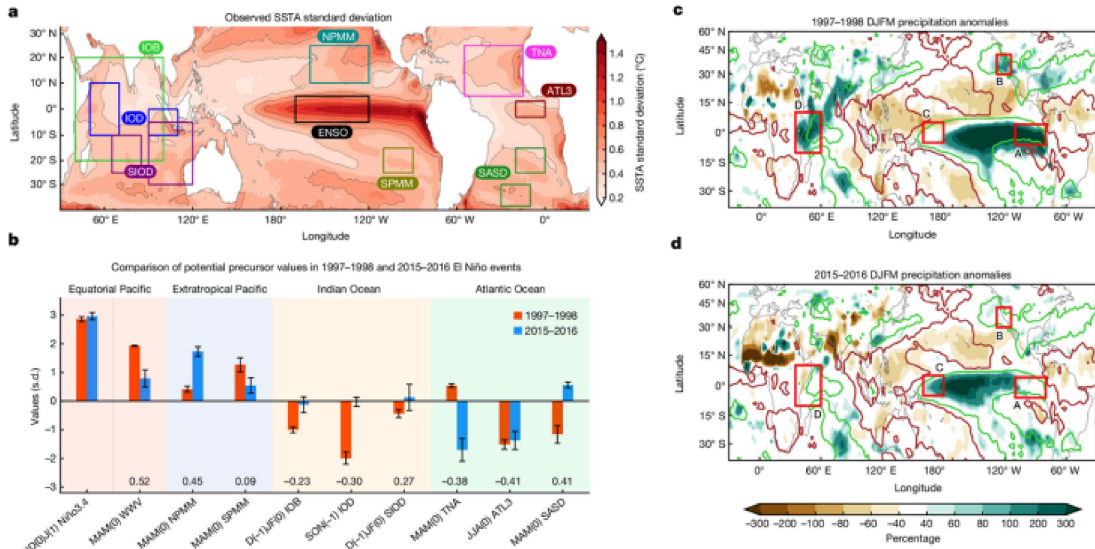 a
Observed SSTA standard deviation
30° N
20° N
10° N
0°
10° S
20° S
30° S
Latitude
IOB
IOD
SIOD
NPMM
ENSO
SPMM
TNA
ATL3
SASD
60° E
120° E
180°
120° W
60° W
0°
Longitude
1.4
1.2
1.0
0.8
0.6
0.4
0.2
SSTA standard deviation (°C)
b
Comparison of potential precursor values in 1997–1998 and 2015–2016 El Niño events
Equatorial Pacific
Extratropical Pacific
Indian Ocean
Atlantic Ocean
1997–1998
2015–2016
3
2
1
0
−1
−2
−3
Values (s.d.)
0.52
0.45
0.09
−0.23
−0.30
0.27
−0.38
−0.41
0.41
Niño3.4
MAM(0) WWV
MAM(0) NPMM
MAM(0) SPMM
D(−1)JF(0) IOB
SON(−1) IOD
D(−1)JF(0) SIOD
MAM(0) TNA
JJA(0) ATL3
MAM(0) SASD
c
1997–1998 DJFM precipitation anomalies
60° N
45° N
30° N
15° N
0°
15° S
30° S
Latitude
D
C
B
A
0°
60° E
120° E
180°
120° W
60° W
Longitude
d
2015–2016 DJFM precipitation anomalies
60° N
45° N
30° N
15° N
0°
15° S
30° S
Latitude
D
C
B
A
0°
60° E
120° E
180°
120° W
60° W
Longitude
−300
−200
−100
−80
−60
−40
−20
20
40
60
80
100
200
300
Percentage